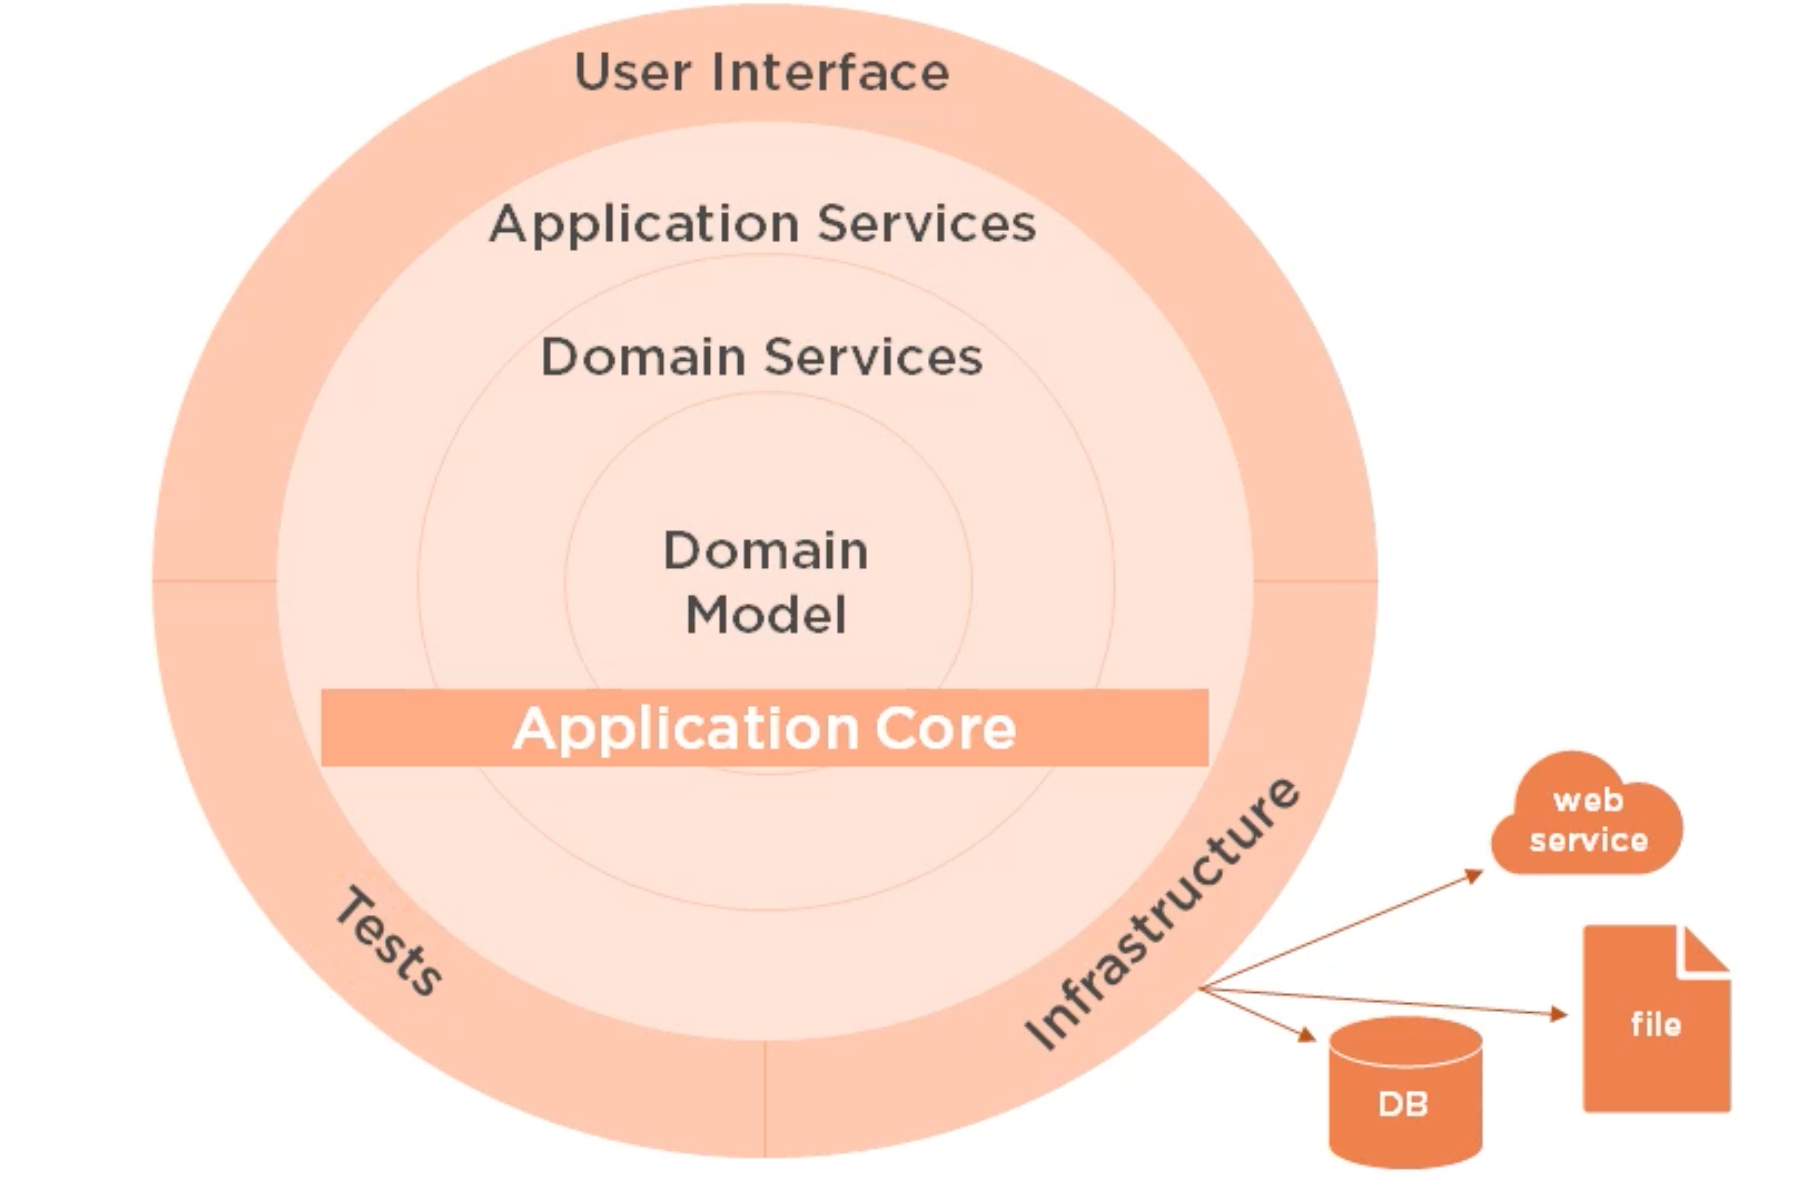 User Interface
Application Services
Domain Services
Domain
Model
Application Core
Tests
Infrastructure
web
service
file
DB